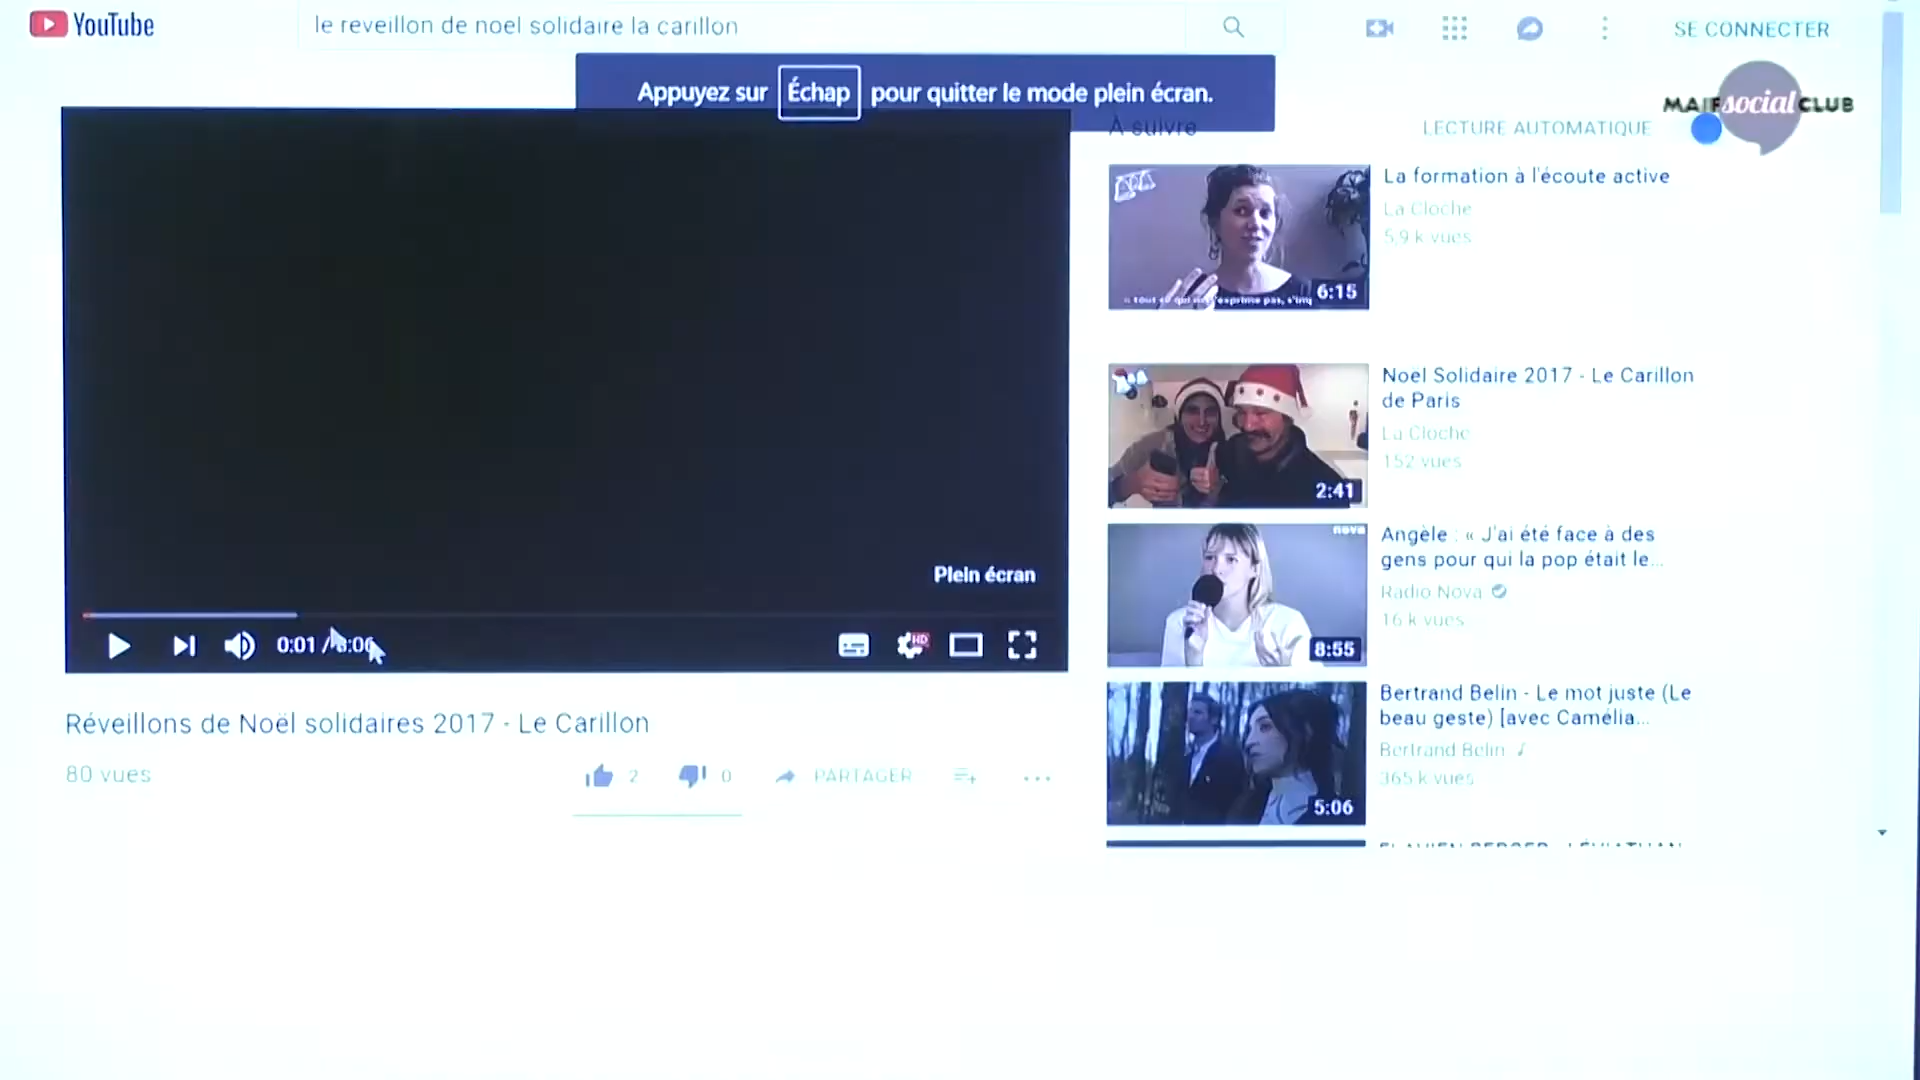 YouTube
le reveillon de noel solidaire la carillon
SE CONNECTER
Appuyez sur Échap pour quitter le mode plein écran.
MAIF social CLUB
À suivre
LECTURE AUTOMATIQUE
La formation à l'écoute active
La Cloche
5,9 k vues
6:15
Noel Solidaire 2017 - Le Carillon
de Paris
La Cloche
152 vues
2:41
nova
Angèle : « J'ai été face à des
gens pour qui la pop était le...
Radio Nova
16 k vues
8:55
Bertrand Belin - Le mot juste (Le
beau geste) [avec Camélia...
Bertrand Belin
365 k vues
5:06
Plein écran
0:01 /
HD
Réveillons de Noël solidaires 2017 - Le Carillon
80 vues
2
0
PARTAGER